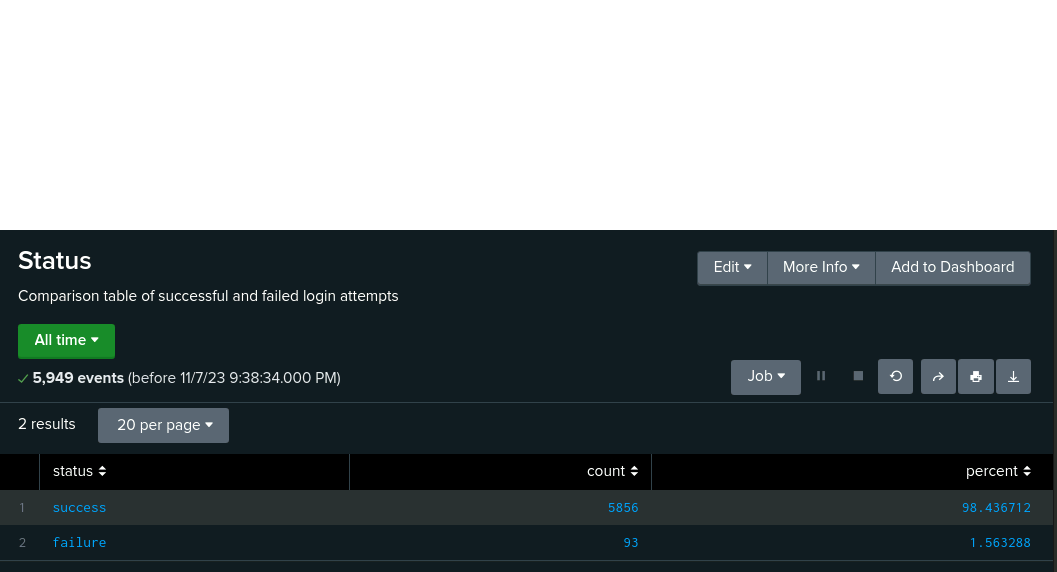 Status
Edit More Info Add to Dashboard
Comparison table of successful and failed login attempts
All time
5,949 events (before 11/7/23 9:38:34.000 PM)
Job
2 results 20 per page
status count percent
1 success 5856 98.436712
2 failure 93 1.563288